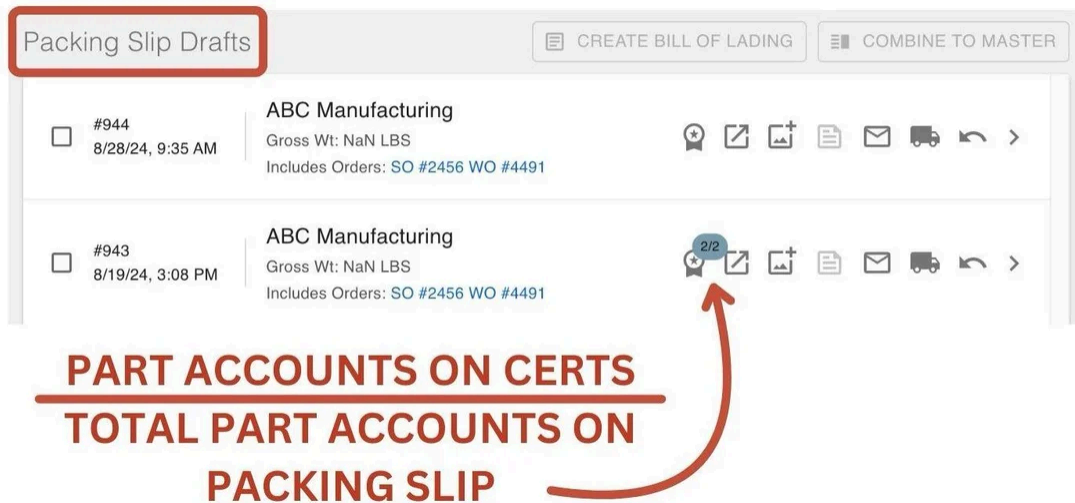 Packing Slip Drafts
CREATE BILL OF LADING
COMBINE TO MASTER
#944
8/28/24, 9:35 AM
ABC Manufacturing
Gross Wt: NaN LBS
Includes Orders: SO #2456 WO #4491
#943
8/19/24, 3:08 PM
ABC Manufacturing
Gross Wt: NaN LBS
Includes Orders: SO #2456 WO #4491
2/2
PART ACCOUNTS ON CERTS
TOTAL PART ACCOUNTS ON
PACKING SLIP